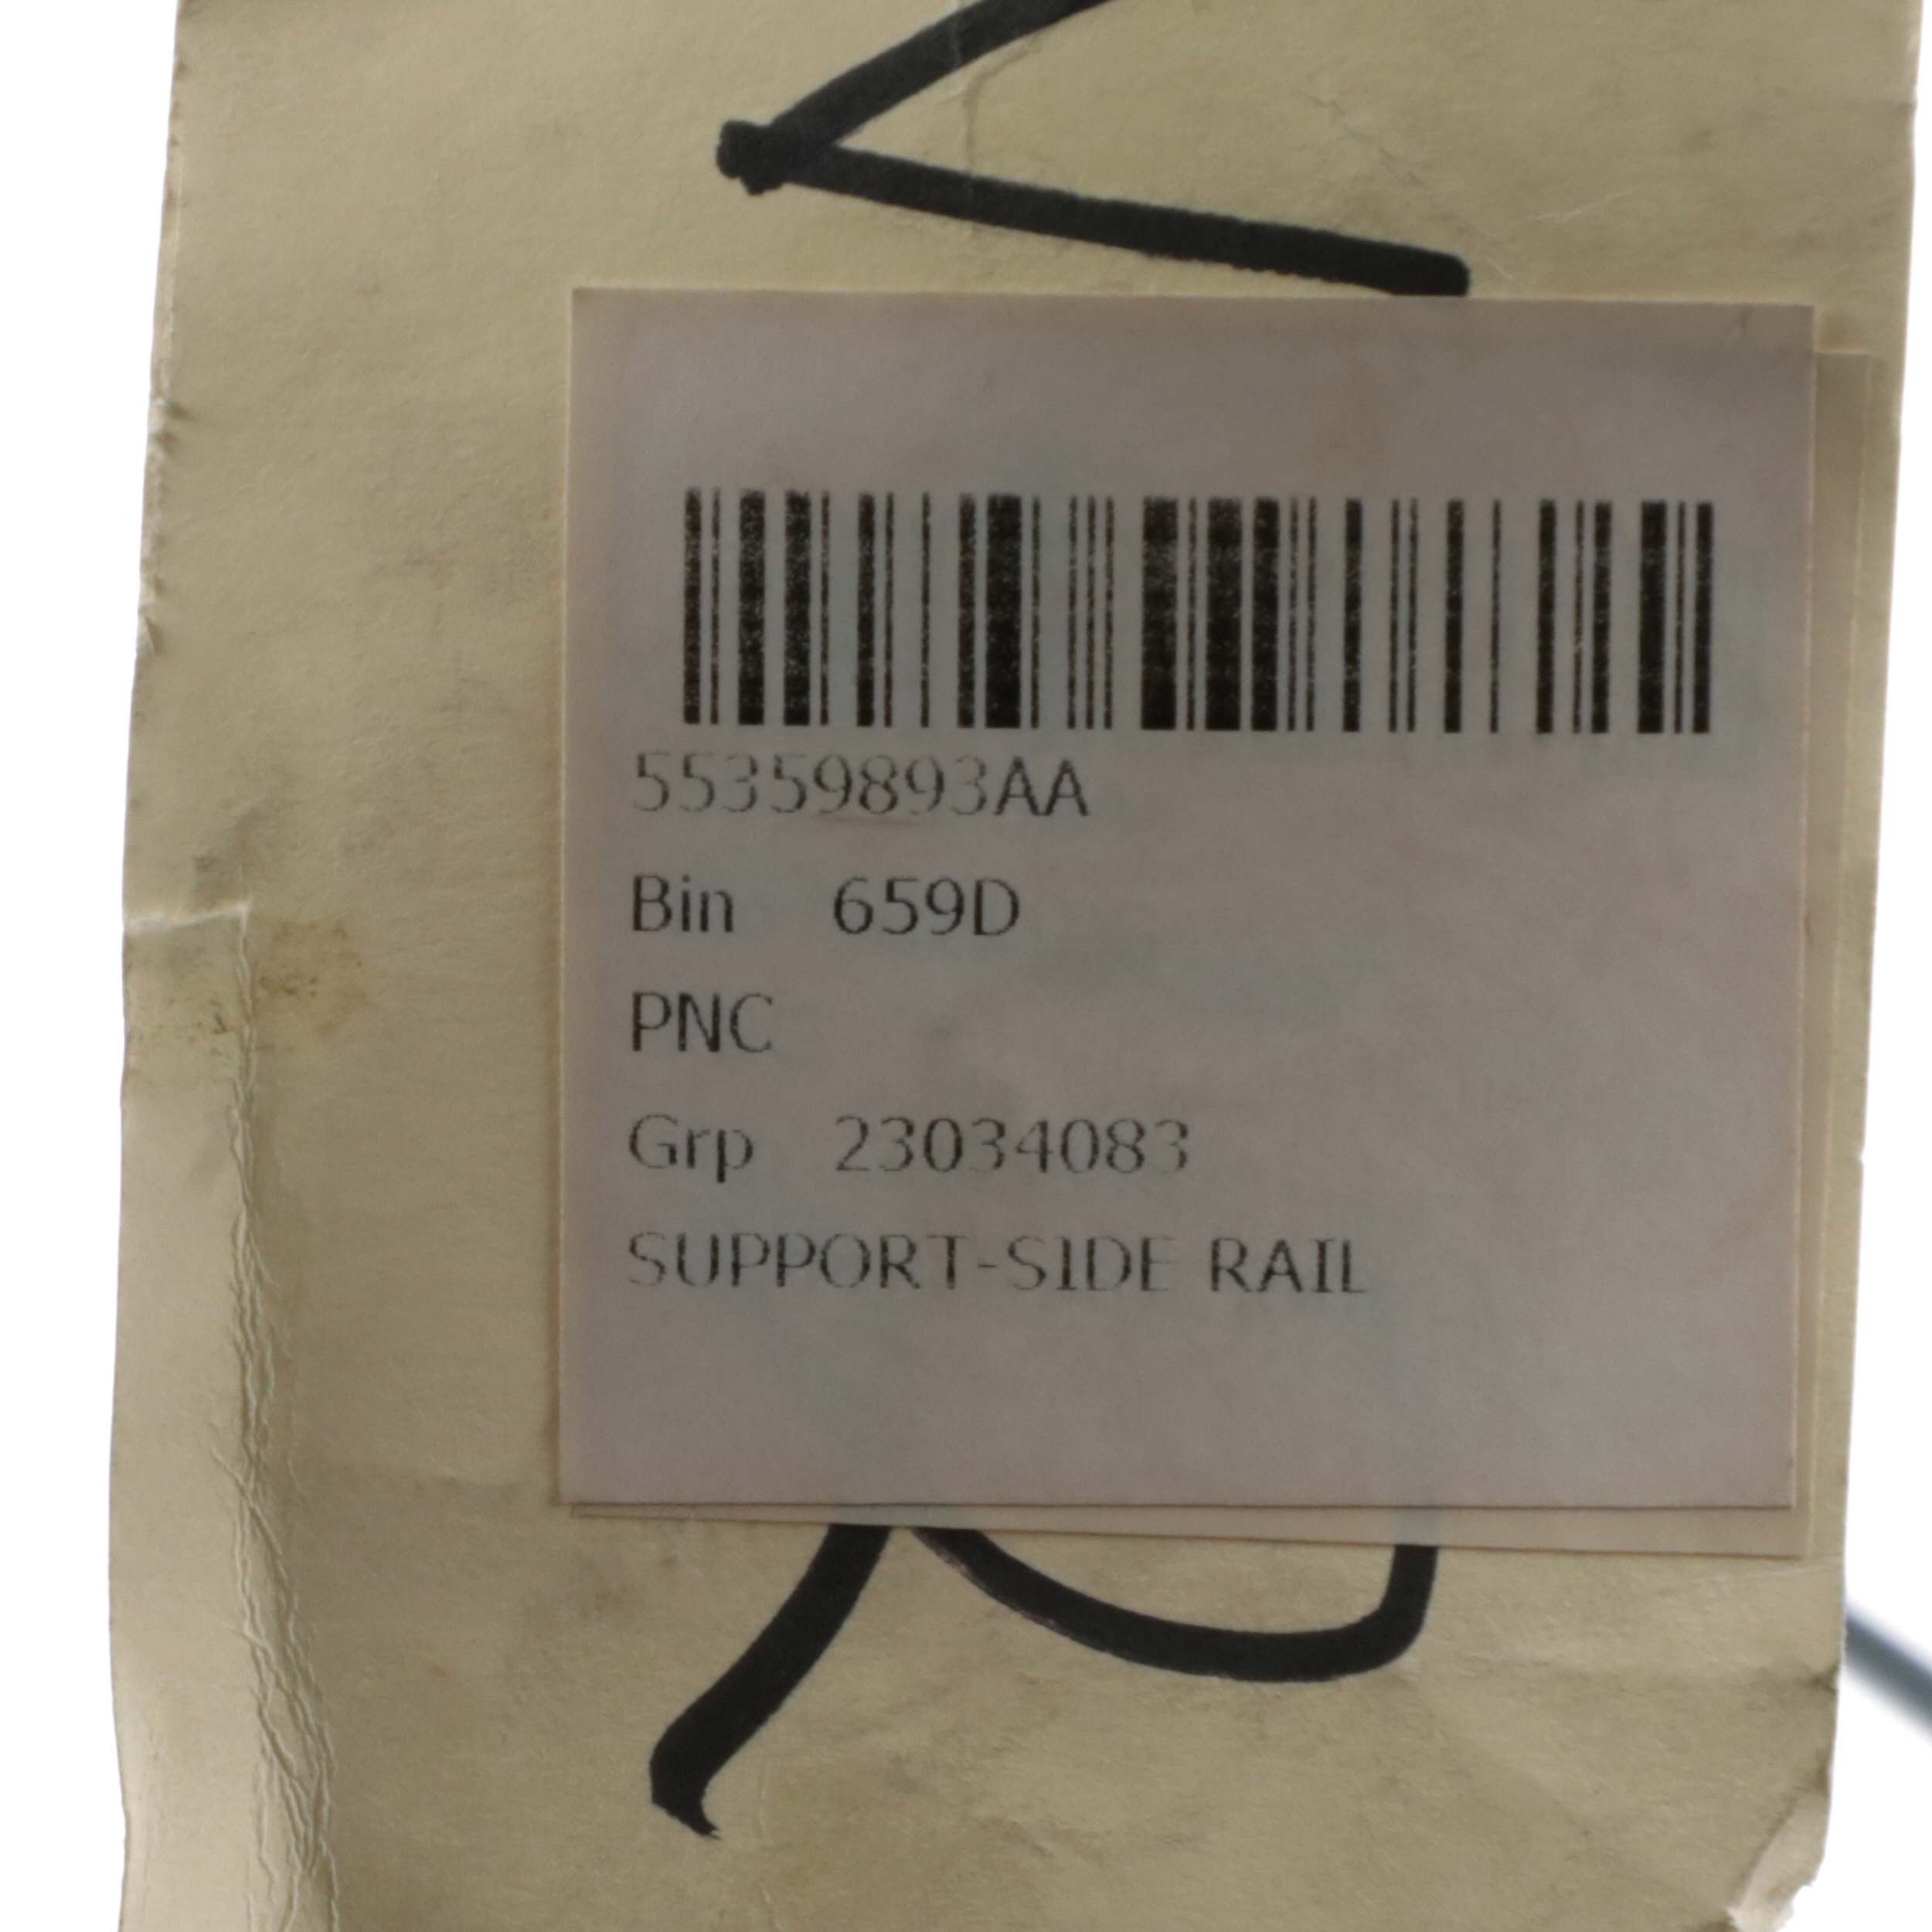 55359893AA
Bin 659D
PNC
Grp 23034083
SUPPORT-SIDE RAIL